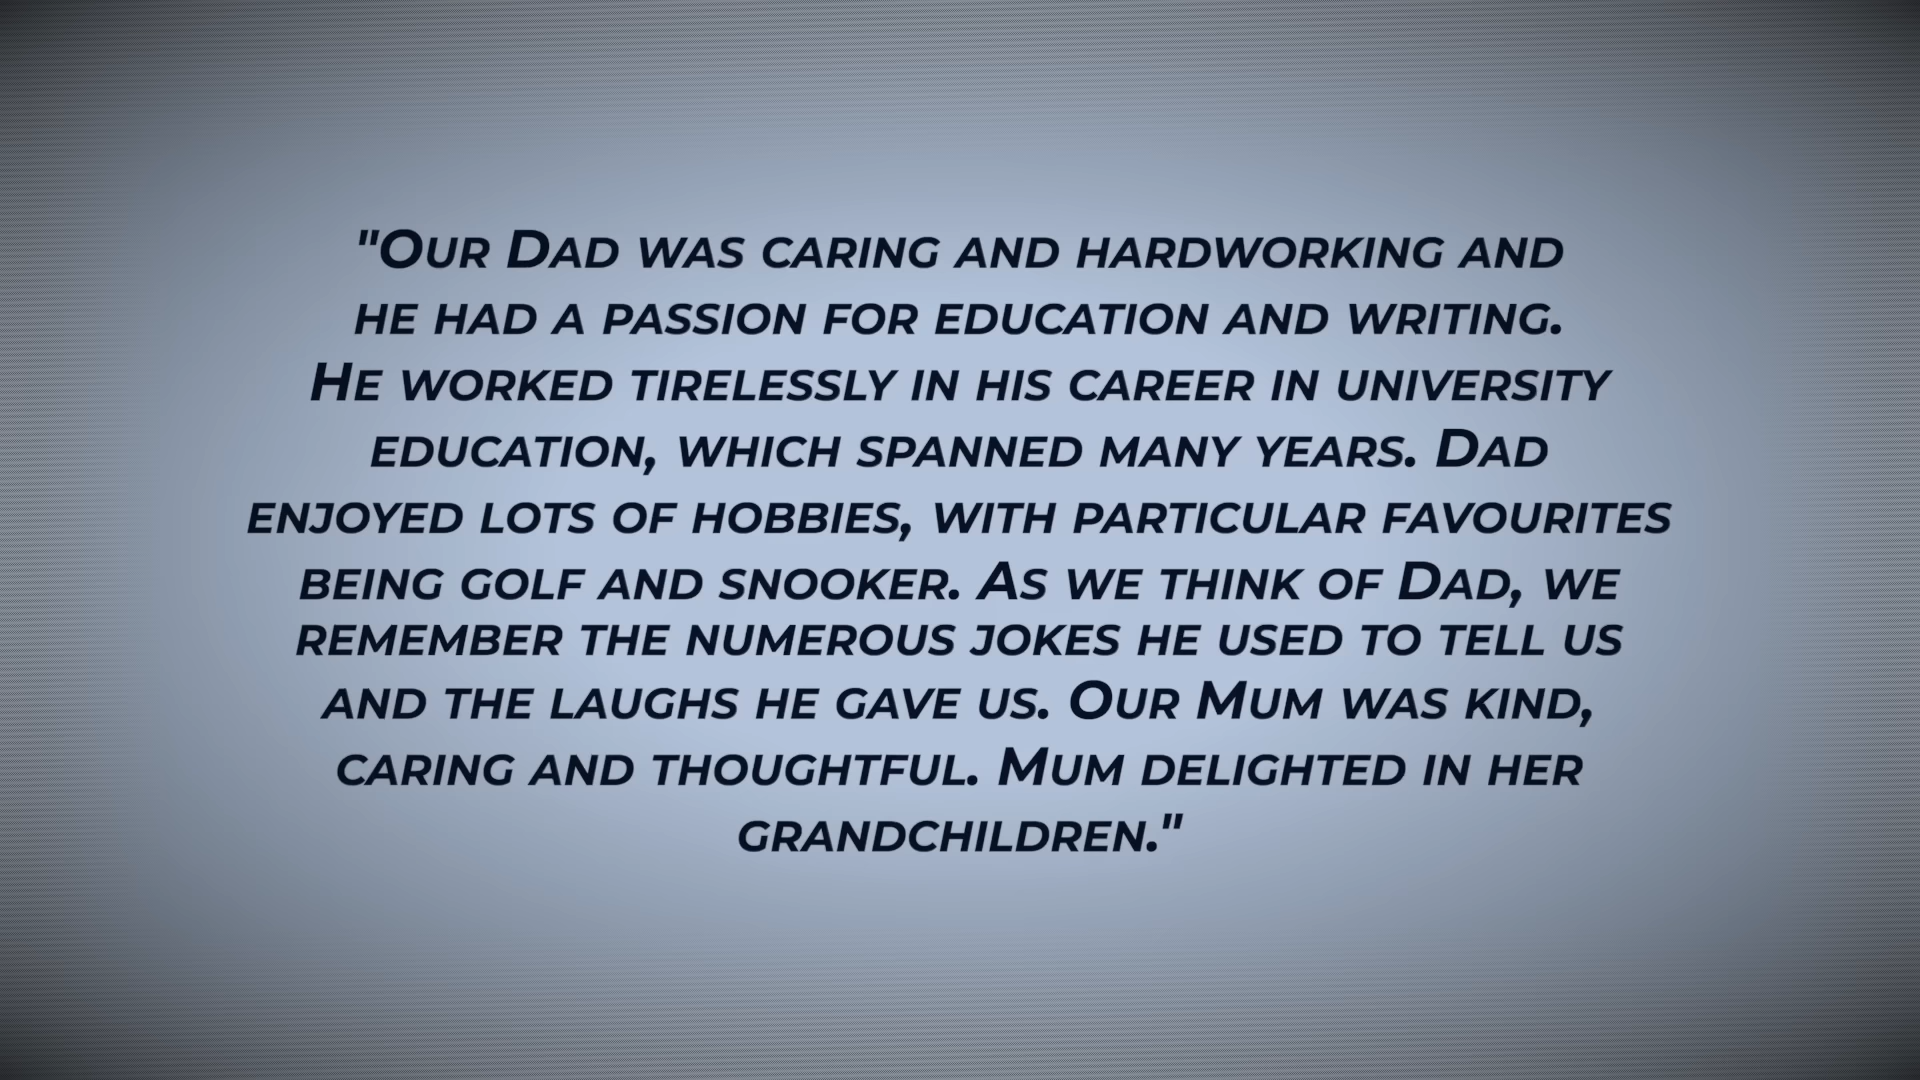 "Our Dad was caring and hardworking and
he had a passion for education and writing.
He worked tirelessly in his career in university
education, which spanned many years. Dad
enjoyed lots of hobbies, with particular favourites
being golf and snooker. As we think of Dad, we
remember the numerous jokes he used to tell us
and the laughs he gave us. Our Mum was kind,
caring and thoughtful. Mum delighted in her
grandchildren."